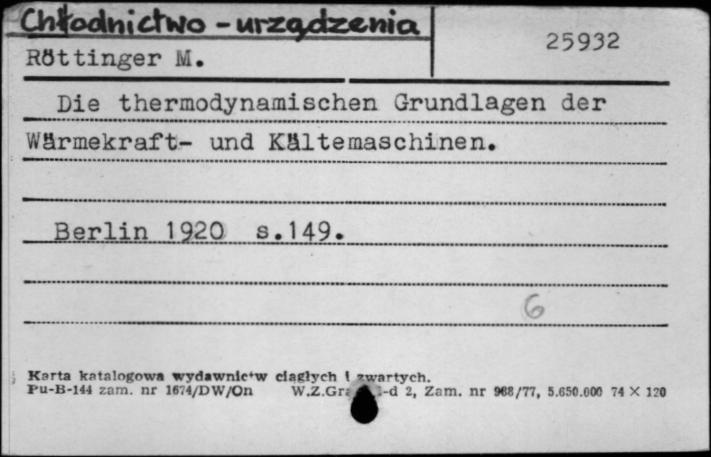 Chłodnictwo - urządzenia
25932
Röttinger M.
Die thermodynamischen Grundlagen der
Wärmekraft- und Kältemaschinen.
Berlin 1920 s.149.
6
Karta katalogowa wydawnictw ciągłych i zwartych.
Pu-B-144 zam. nr 1674/DW/On W.Z.Graf. -d 2, Zam. nr 968/77, 5.650.000 74 × 120